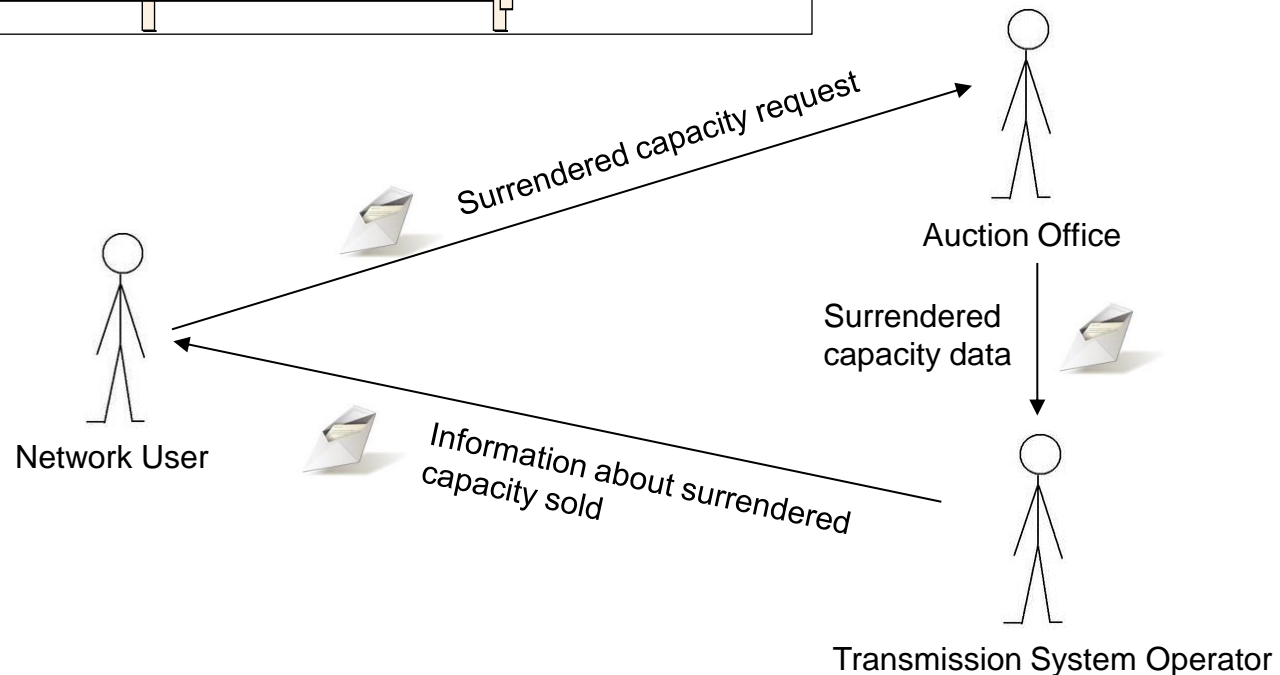 Surrendered capacity request
Auction Office
Surrendered
capacity data
Network User
Information about surrendered
capacity sold
Transmission System Operator